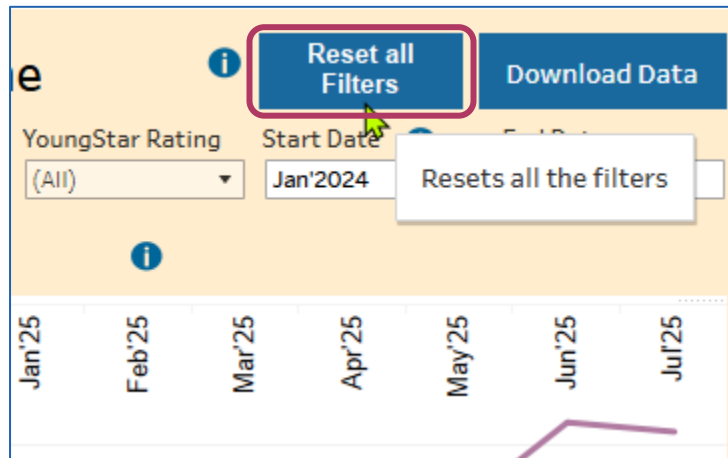 Reset all
Filters
Download Data
YoungStar Rating
Start Date
(All)
Jan'2024
Resets all the filters
Jan'25
Feb'25
Mar'25
Apr'25
May'25
Jun'25
Jul'25